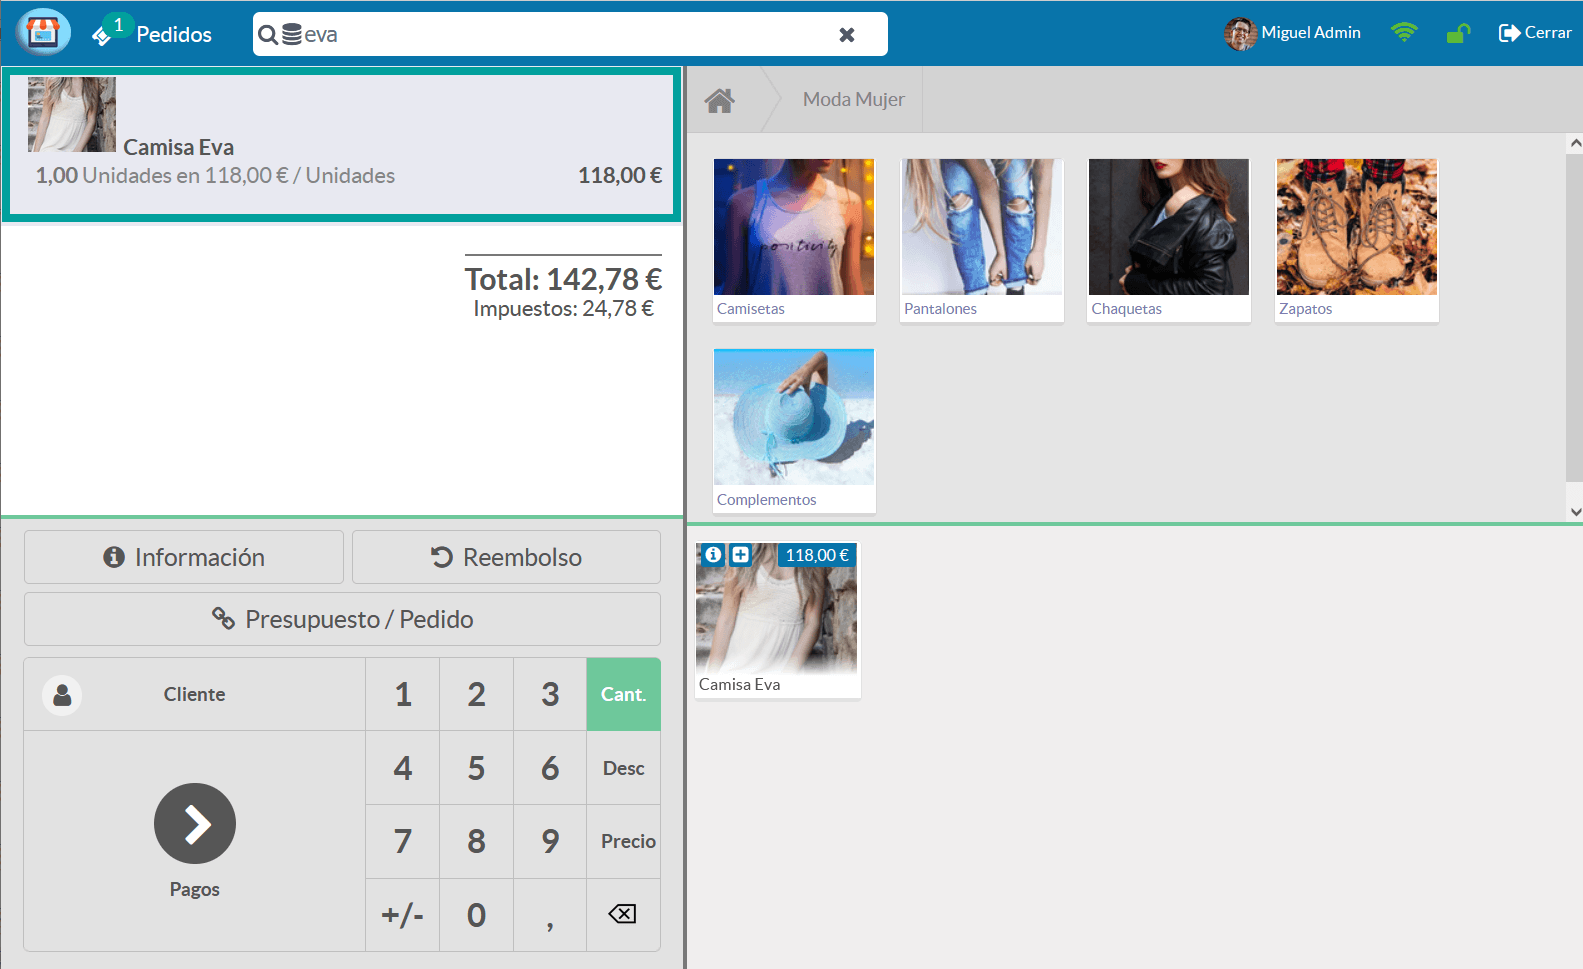 1 Pedidos
eva
Miguel Admin
Cerrar
Camisa Eva
1,00 Unidades en 118,00 € / Unidades 118,00 €
Total: 142,78 €
Impuestos: 24,78 €
Información
Reembolso
Presupuesto / Pedido
Cliente
1 2 3 Cant.
4 5 6 Desc
7 8 9 Precio
+/- 0 ,
Pagos
Moda Mujer
positivity
Camisetas
Pantalones
Chaquetas
Zapatos
Complementos
118,00 €
Camisa Eva